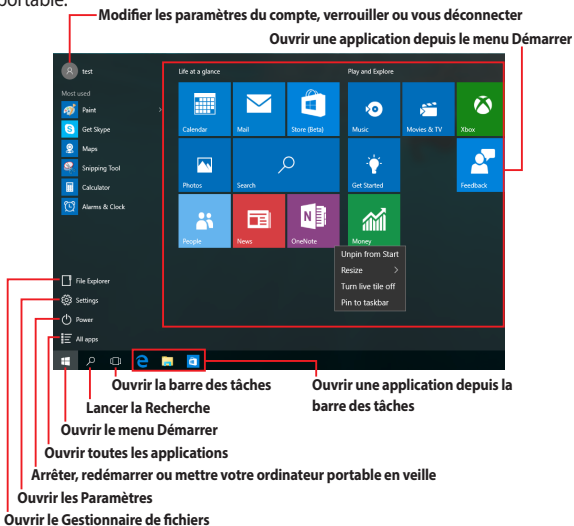 portable.
Modifier les paramètres du compte, verrouiller ou vous déconnecter
Ouvrir une application depuis le menu Démarrer
test
Life at a glance
Play and Explore
Most used
Paint
Get Skype
Maps
Snipping Tool
Calculator
Alarms & Clock
Calendar
Mail
Store (Beta)
Music
Movies & TV
Xbox
Photos
Search
Get Started
Feedback
People
News
OneNote
Money
Unpin from Start
Resize
Turn live tile off
Pin to taskbar
File Explorer
Settings
Power
All apps
Ouvrir la barre des tâches
Ouvrir une application depuis la
barre des tâches
Lancer la Recherche
Ouvrir le menu Démarrer
Ouvrir toutes les applications
Arrêter, redémarrer ou mettre votre ordinateur portable en veille
Ouvrir les Paramètres
Ouvrir le Gestionnaire de fichiers